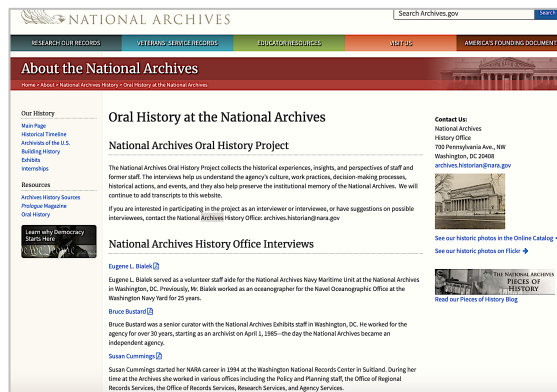 NATIONAL ARCHIVES
Search Archives.gov
Search
RESEARCH OUR RECORDS
VETERANS' SERVICE RECORDS
EDUCATOR RESOURCES
VISIT US
AMERICA'S FOUNDING DOCUMENT
About the National Archives
Home > About > National Archives History > Oral History at the National Archives
Our History
Main Page
Historical Timeline
Archivists of the U.S.
Building History
Exhibits
Internships
Resources
Archives History Sources
Prologue Magazine
Oral History
Learn why Democracy
Starts Here
Oral History at the National Archives
National Archives Oral History Project
The National Archives Oral History Project collects the historical experiences, insights, and perspectives of staff and
former staff. The interviews help us understand the agency's culture, work practices, decision-making processes,
historical actions, and events, and they also help preserve the institutional memory of the National Archives. We will
continue to add transcripts to this website.
If you are interested in participating in the project as an interviewer or interviewee, or have suggestions on possible
interviewees, contact the National Archives History Office: archives.historian@nara.gov
National Archives History Office Interviews
Eugene L. Bialek
Eugene L. Bialek served as a volunteer staff aide for the National Archives Navy Maritime Unit at the National Archives
in Washington, DC. Previously, Mr. Bialek worked as an oceanographer for the Navel Oceanographic Office at the
Washington Navy Yard for 25 years.
Bruce Bustard
Bruce Bustard was a senior curator with the National Archives Exhibits staff in Washington, DC. He worked for the
agency for over 30 years, starting as an archivist on April 1, 1985—the day the National Archives became an
independent agency.
Susan Cummings
Susan Cummings started her NARA career in 1994 at the Washington National Records Center in Suitland. During her
time at the Archives she worked in various offices including the Policy and Planning staff, the Office of Regional
Records Services, the Office of Records Services, Research Services, and Agency Services.
Contact Us:
National Archives
History Office
700 Pennsylvania Ave., NW
Washington, DC 20408
archives.historian@nara.gov
See our historic photos in the Online Catalog
See our historic photos on Flickr
THE NATIONAL ARCHIVES
PIECES OF
HISTORY
Read our Pieces of History Blog